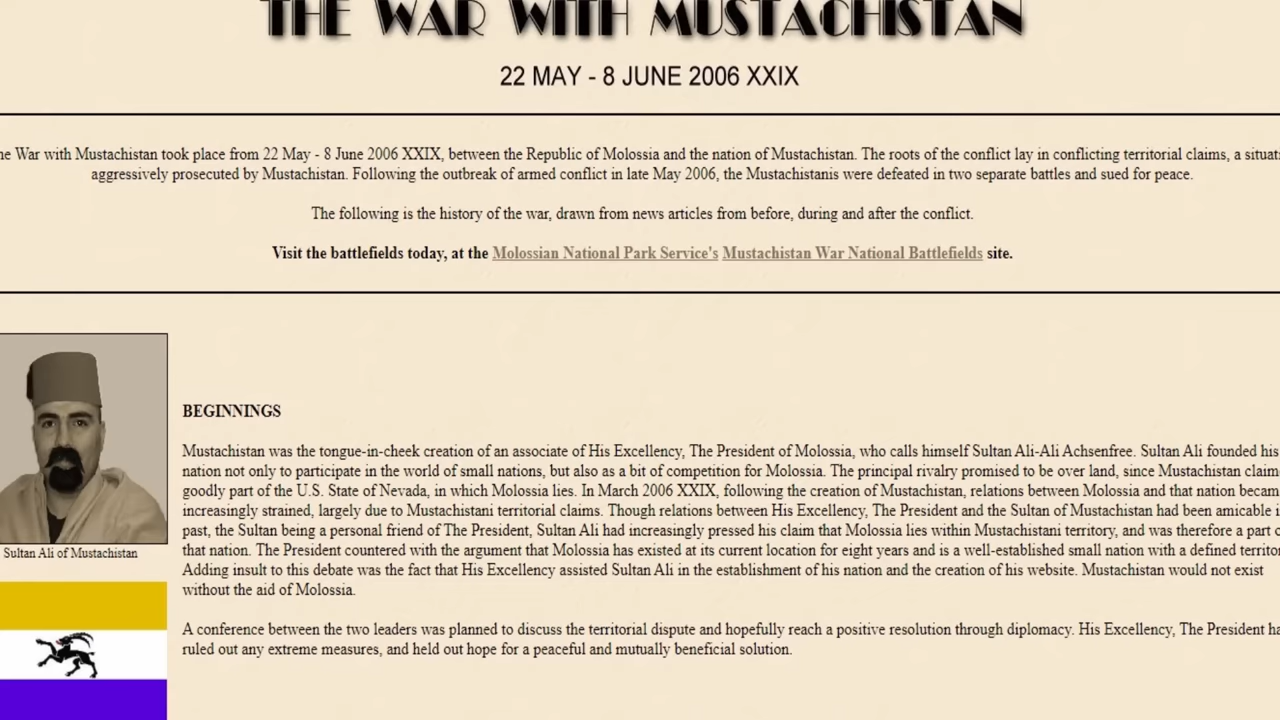 THE WAR WITH MUSTACHISTAN
22 MAY - 8 JUNE 2006 XXIX
War with Mustachistan took place from 22 May - 8 June 2006 XXIX, between the Republic of Molossia and the nation of Mustachistan. The roots of the conflict lay in conflicting territorial claims, a
aggressively prosecuted by Mustachistan. Following the outbreak of armed conflict in late May 2006, the Mustachistanis were defeated in two separate battles and sued for peace.
The following is the history of the war, drawn from news articles from before, during and after the conflict.
Visit the battlefields today, at the Molossian National Park Service's Mustachistan War National Battlefields site.
BEGINNINGS
Mustachistan was the tongue-in-cheek creation of an associate of His Excellency, The President of Molossia, who calls himself Sultan Ali-Ali Achsenfree. Sultan Ali founded his
nation not only to participate in the world of small nations, but also as a bit of competition for Molossia. The principal rivalry promised to be over land, since Mustachistan claim
goodly part of the U.S. State of Nevada, in which Molossia lies. In March 2006 XXIX, following the creation of Mustachistan, relations between Molossia and that nation becam
increasingly strained, largely due to Mustachistani territorial claims. Though relations between His Excellency, The President and the Sultan of Mustachistan had been amicable i
past, the Sultan being a personal friend of The President, Sultan Ali had increasingly pressed his claim that Molossia lies within Mustachistani territory, and was therefore a part
that nation. The President countered with the argument that Molossia has existed at its current location for eight years and is a well-established small nation with a defined territo
Adding insult to this debate was the fact that His Excellency assisted Sultan Ali in the establishment of his nation and the creation of his website. Mustachistan would not exist
without the aid of Molossia.
A conference between the two leaders was planned to discuss the territorial dispute and hopefully reach a positive resolution through diplomacy. His Excellency, The President ha
ruled out any extreme measures, and held out hope for a peaceful and mutually beneficial solution.
Sultan Ali of Mustachistan